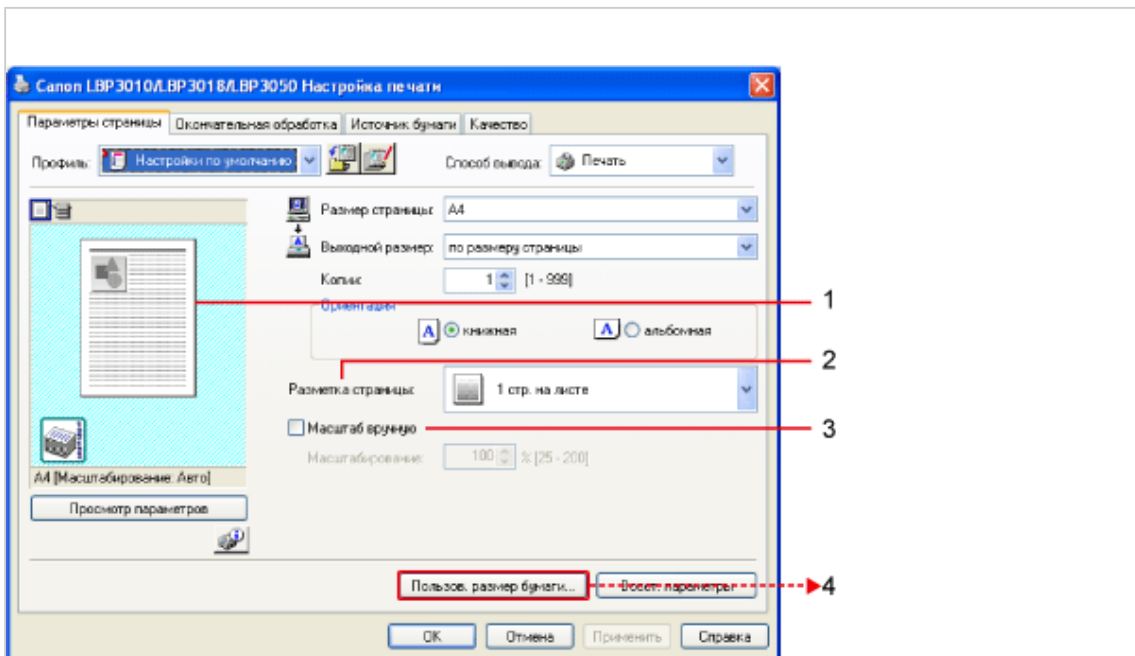 Canon LBP3010/LBP3018/LBP3050 Настройка печати
Параметры страницы Окончательная обработка Источник бумаги Качество
Профиль: Настройки по умолчанию Способ вывода: Печать
Размер страницы: A4
Выходной размер: по размеру страницы
Копии: 1 [1 - 999]
1
Ориентация
A книжная A альбомная
2
Разметка страницы: 1 стр. на листе
Масштаб вручную 3
Масштабирование: 100 % [25 - 200]
A4 [Масштабирование: Авто]
Просмотр параметров
Пользов. размер бумаги... Восст. параметры 4
OK Отмена Применить Справка